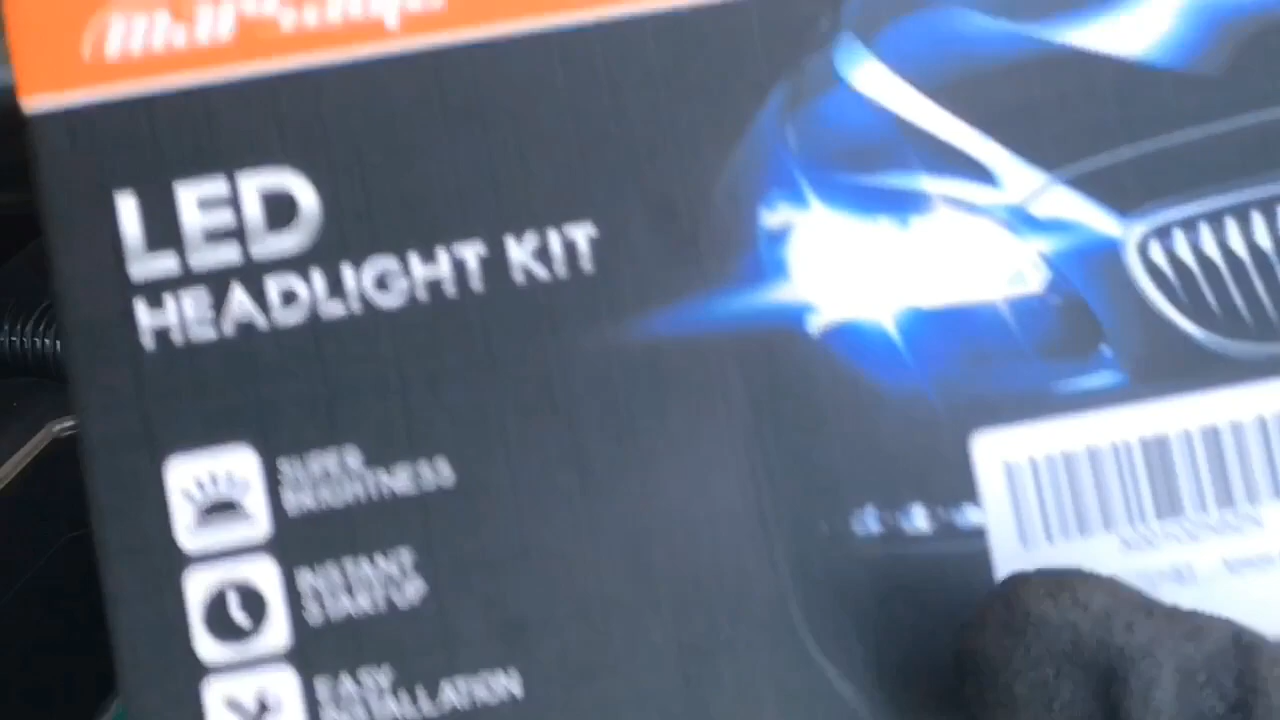 LED
HEADLIGHT KIT
SUPER
BRIGHTNESS
INSTANT
START UP
EASY
INSTALLATION